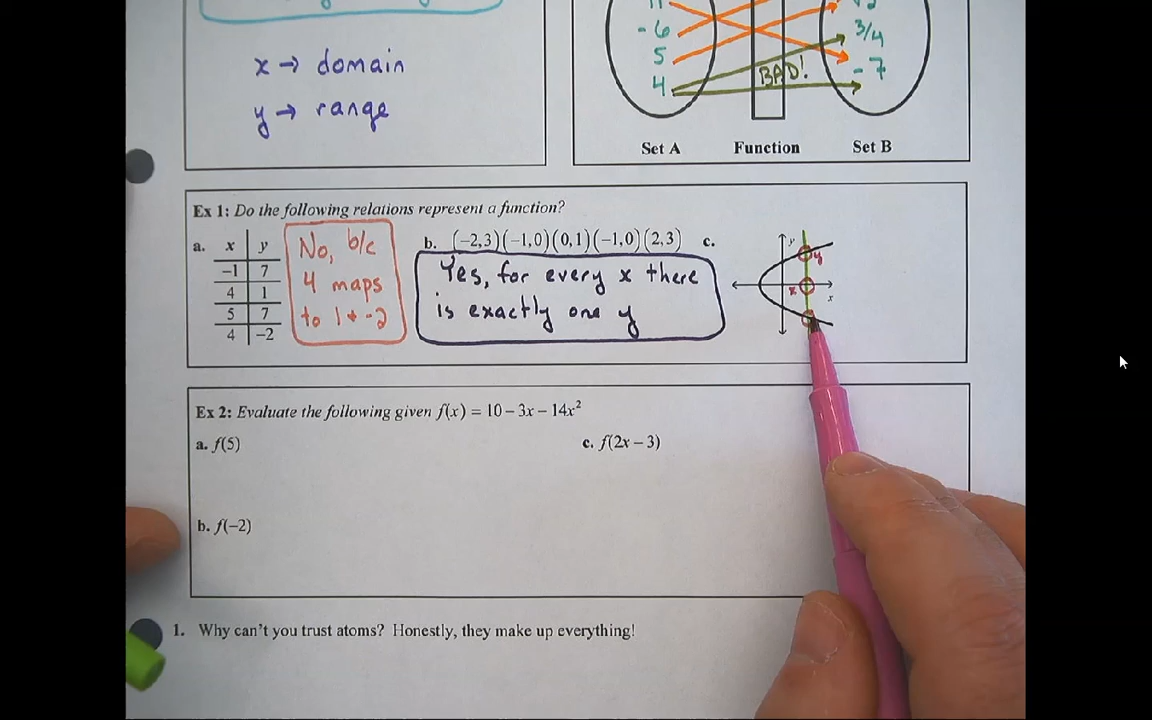 - 6
3/4
5
BAD!
- 7
4
x → domain
y → range
Set A Function Set B
Ex 1: Do the following relations represent a function?
a. x y
-1 7
4 1
5 7
4 -2
No, b/c
4 maps
to 1 + -2
b. (-2,3)(-1,0)(0,1)(-1,0)(2,3)
Yes, for every x there
is exactly one y
c.
y
y
x
x
Ex 2: Evaluate the following given f(x) = 10 – 3x – 14x²
a. f(5) c. f(2x – 3)
b. f(–2)
1. Why can't you trust atoms? Honestly, they make up everything!